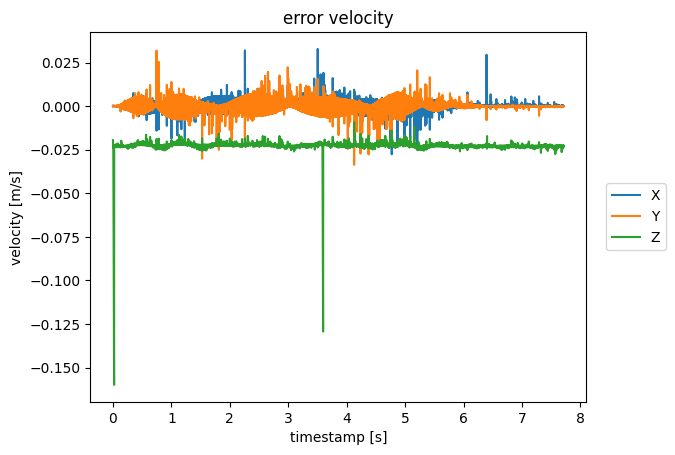 error velocity
velocity [m/s]
0.025
0.000
−0.025
−0.050
−0.075
−0.100
−0.125
−0.150
0 1 2 3 4 5 6 7 8
timestamp [s]
X
Y
Z